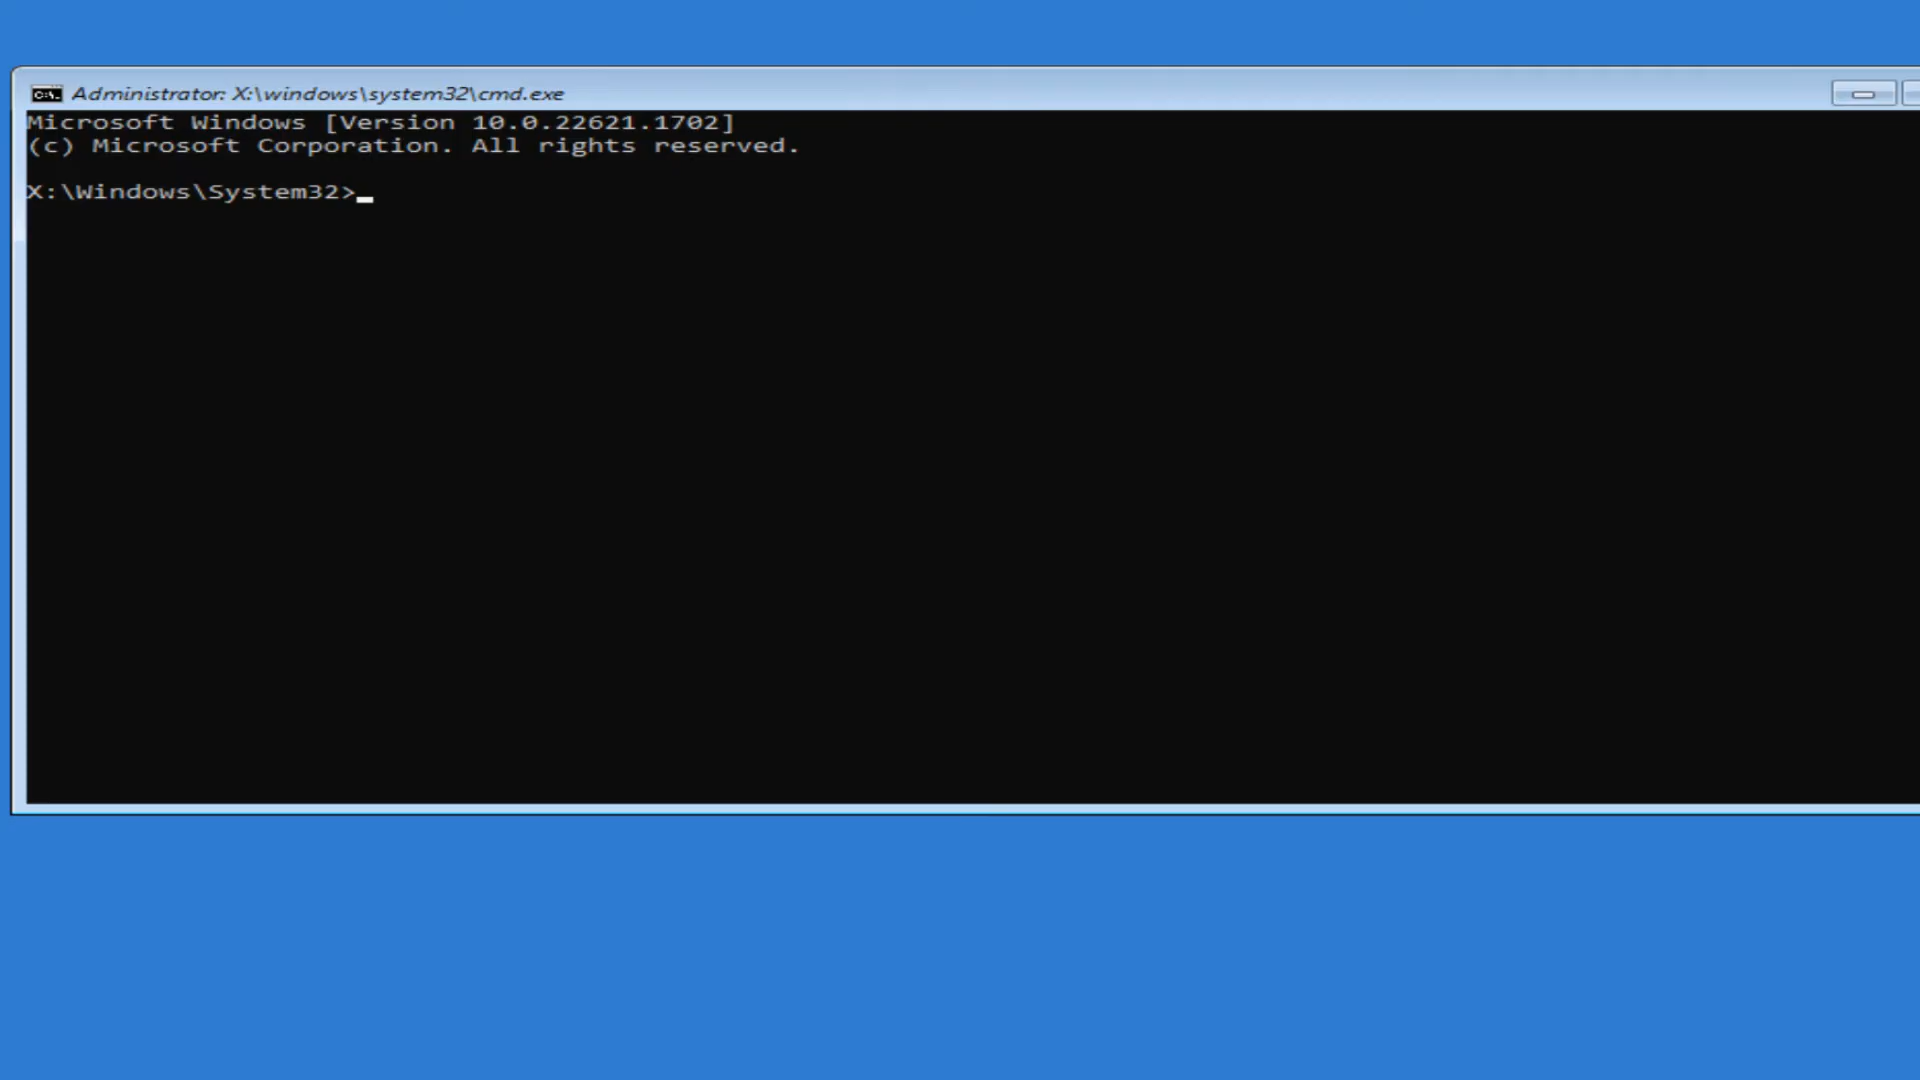 Administrator: X:\windows\system32\cmd.exe
Microsoft Windows [Version 10.0.22621.1702]
(c) Microsoft Corporation. All rights reserved.
X:\Windows\System32>